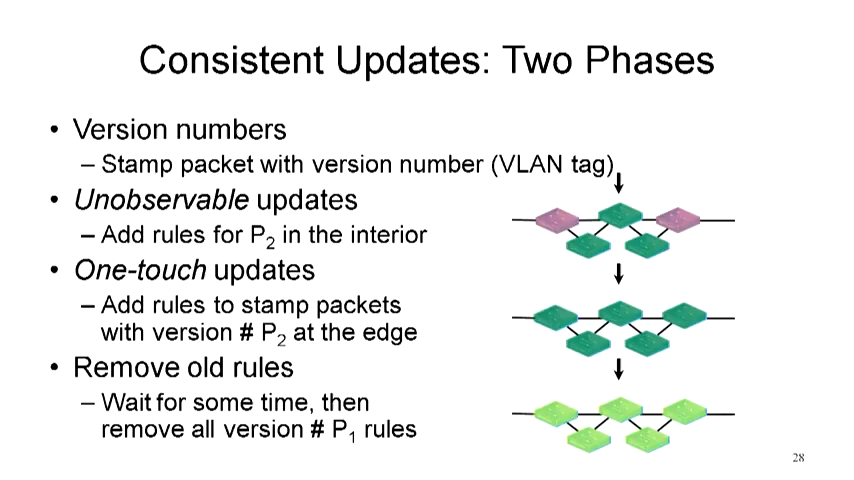 Consistent Updates: Two Phases
• Version numbers
– Stamp packet with version number (VLAN tag)
• Unobservable updates
– Add rules for P2 in the interior
• One-touch updates
– Add rules to stamp packets
with version # P2 at the edge
• Remove old rules
– Wait for some time, then
remove all version # P1 rules
28